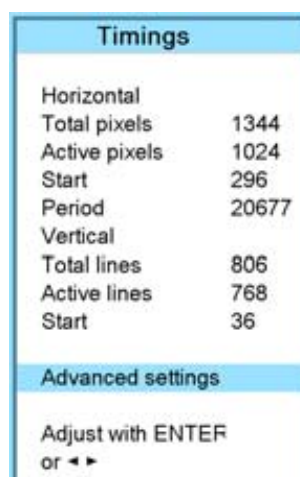 Timings
Horizontal
Total pixels 1344
Active pixels 1024
Start 296
Period 20677
Vertical
Total lines 806
Active lines 768
Start 36
Advanced settings
Adjust with ENTER
or ◄ ►